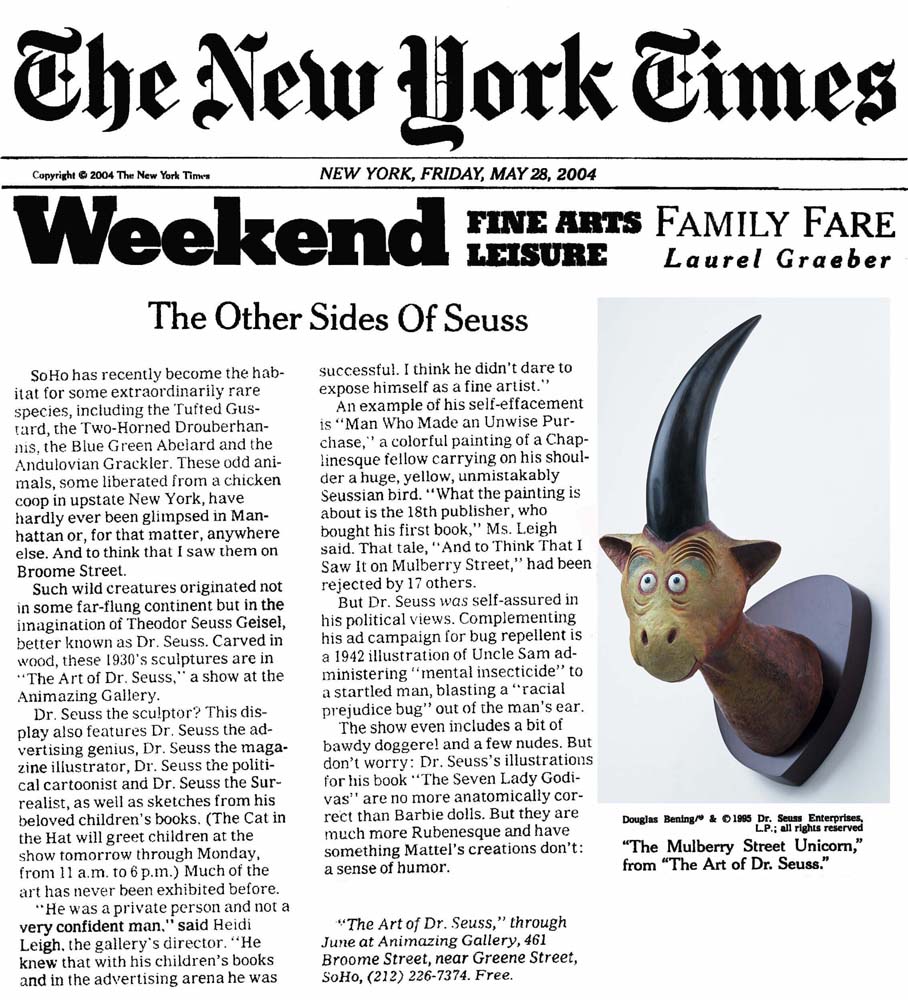 The New York Times
Copyright © 2004 The New York Times
NEW YORK, FRIDAY, MAY 28, 2004
Weekend
FINE ARTS
LEISURE
FAMILY FARE
Laurel Graeber
The Other Sides Of Seuss
SoHo has recently become the hab-
itat for some extraordinarily rare
species, including the Tufted Gus-
tard, the Two-Horned Drouberhan-
nis, the Blue Green Abelard and the
Andulovian Grackler. These odd ani-
mals, some liberated from a chicken
coop in upstate New York, have
hardly ever been glimpsed in Man-
hattan or, for that matter, anywhere
else. And to think that I saw them on
Broome Street.
Such wild creatures originated not
in some far-flung continent but in the
imagination of Theodor Seuss Geisel,
better known as Dr. Seuss. Carved in
wood, these 1930's sculptures are in
"The Art of Dr. Seuss," a show at the
Animazing Gallery.
Dr. Seuss the sculptor? This dis-
play also features Dr. Seuss the ad-
vertising genius, Dr. Seuss the maga-
zine illustrator, Dr. Seuss the politi-
cal cartoonist and Dr. Seuss the Sur-
realist, as well as sketches from his
beloved children's books. (The Cat in
the Hat will greet children at the
show tomorrow through Monday,
from 11 a.m. to 6 p.m.) Much of the
art has never been exhibited before.
"He was a private person and not a
very confident man," said Heidi
Leigh, the gallery's director. "He
knew that with his children's books
and in the advertising arena he was
successful. I think he didn't dare to
expose himself as a fine artist."
An example of his self-effacement
is "Man Who Made an Unwise Pur-
chase," a colorful painting of a Chap-
linesque fellow carrying on his shoul-
der a huge, yellow, unmistakably
Seussian bird. "What the painting is
about is the 18th publisher, who
bought his first book," Ms. Leigh
said. That tale, "And to Think That I
Saw It on Mulberry Street," had been
rejected by 17 others.
But Dr. Seuss was self-assured in
his political views. Complementing
his ad campaign for bug repellent is
a 1942 illustration of Uncle Sam ad-
ministering "mental insecticide" to
a startled man, blasting a "racial
prejudice bug" out of the man's ear.
The show even includes a bit of
bawdy doggerel and a few nudes. But
don't worry: Dr. Seuss's illustrations
for his book "The Seven Lady Godi-
vas" are no more anatomically cor-
rect than Barbie dolls. But they are
much more Rubenesque and have
something Mattel's creations don't:
a sense of humor.
"The Art of Dr. Seuss," through
June at Animazing Gallery, 461
Broome Street, near Greene Street,
SoHo, (212) 226-7374. Free.
Douglas Bening/® & © 1995 Dr. Seuss Enterprises,
L.P.; all rights reserved
"The Mulberry Street Unicorn,"
from "The Art of Dr. Seuss."